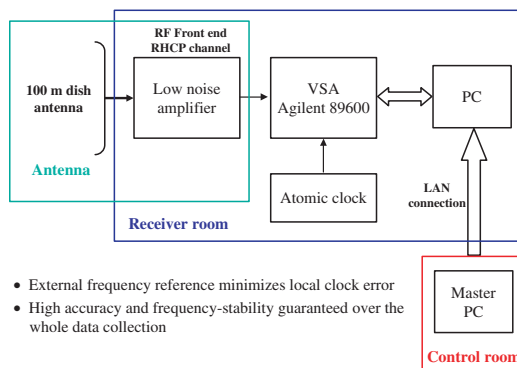 RF Front end
RHCP channel
100 m dish
antenna
Low noise
amplifier
VSA
Agilent 89600
PC
Antenna
Atomic clock
LAN
connection
Receiver room
• External frequency reference minimizes local clock error
• High accuracy and frequency-stability guaranteed over the
whole data collection
Master
PC
Control room